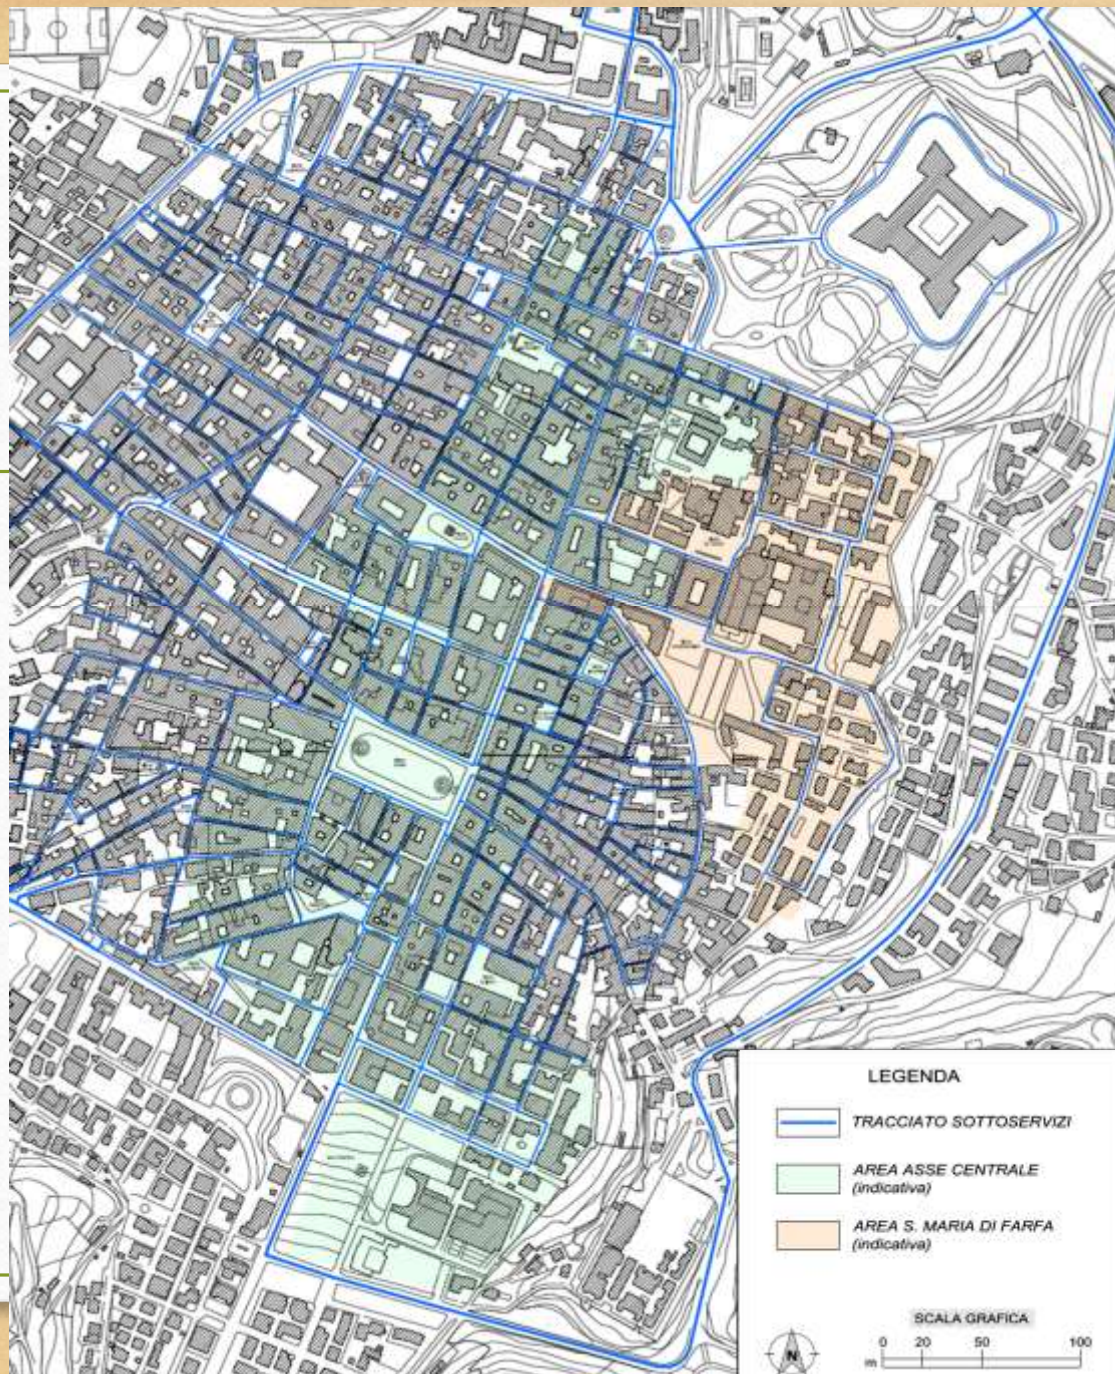 LEGENDA
TRACCIATO SOTTOSERVIZI
AREA ASSE CENTRALE
(indicativa)
AREA S. MARIA DI FARFA
(indicativa)
SCALA GRAFICA
0 20 50 100
m
N